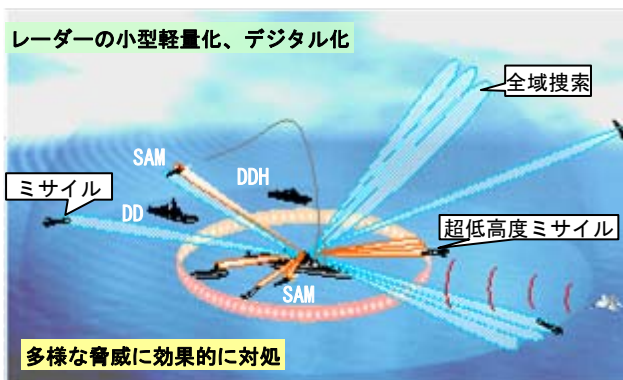 レーダーの小型軽量化、デジタル化
全域捜索
SAM
DDH
ミサイル
DD
超低高度ミサイル
SAM
多様な脅威に効果的に対処